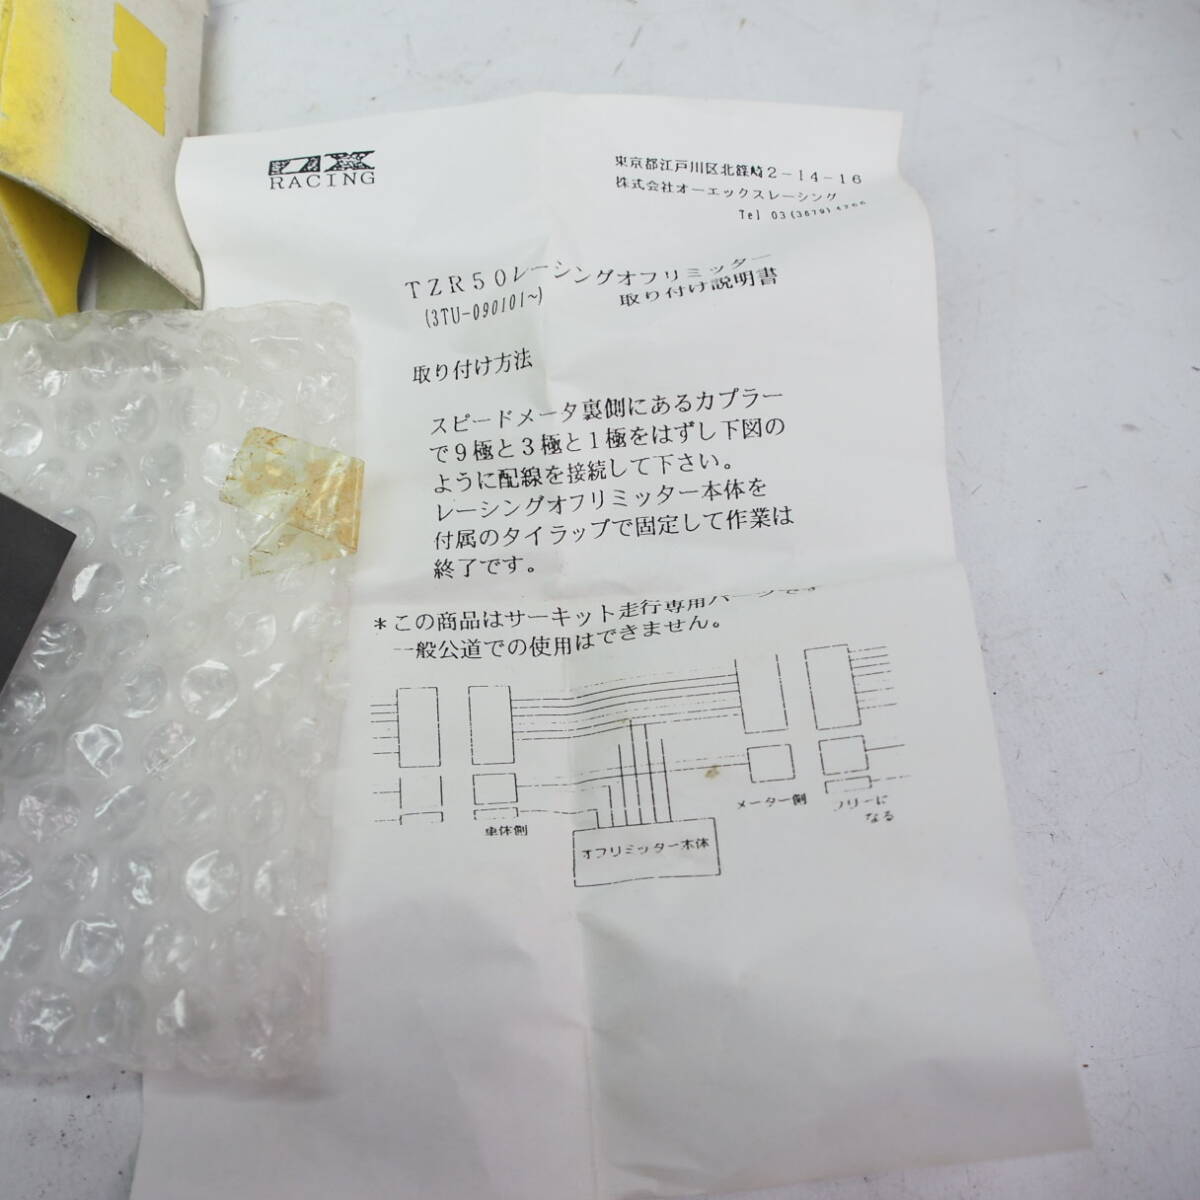 RACING
東京都江戸川区北篠崎2-14-16
株式会社オーエックスレーシング
Tel 03(3679)
TZR50レーシングオフリミッター
(3TU-090101~)
取り付け説明書
取り付け方法
スピードメータ裏側にあるカプラー
で9極と3極と1極をはずし下図の
ように配線を接続して下さい。
レーシングオフリミッター本体を
付属のタイラップで固定して作業は
終了です。
*この商品はサーキット走行専用パーツです
一般公道での使用はできません。
車体側
メーター側
フリーに
なる
オフリミッター本体